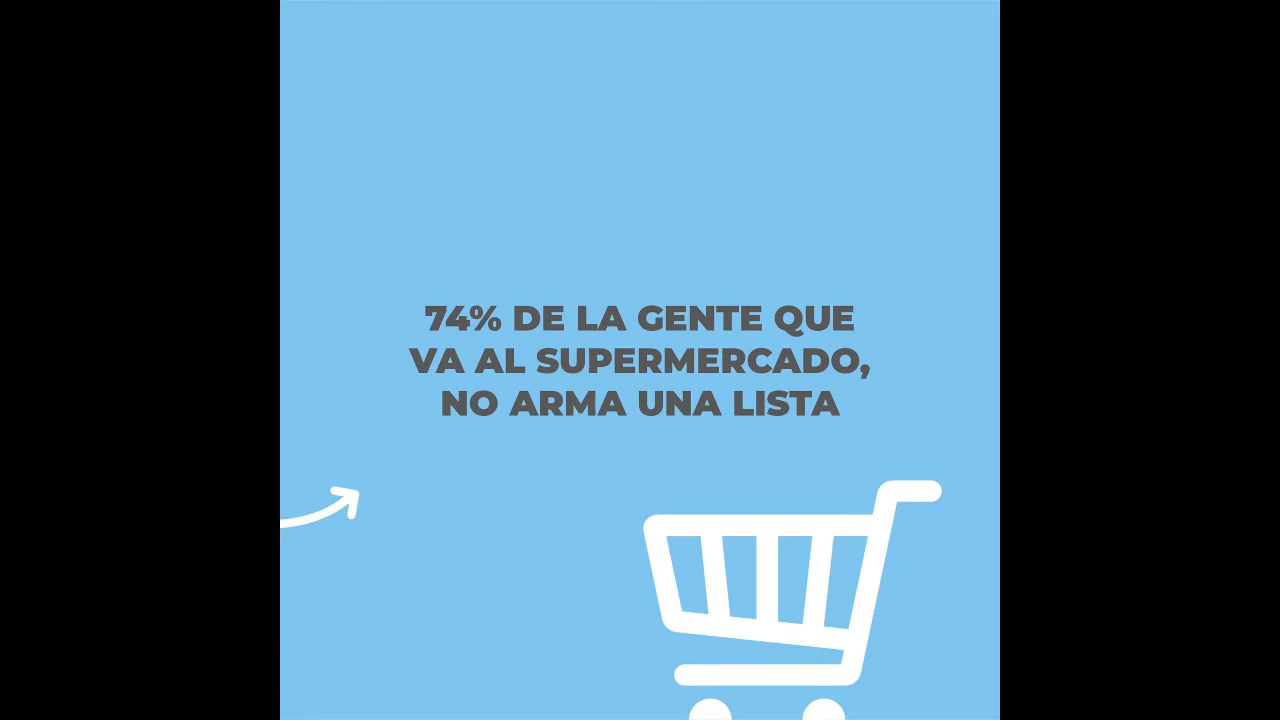 74% DE LA GENTE QUE
VA AL SUPERMERCADO,
NO ARMA UNA LISTA